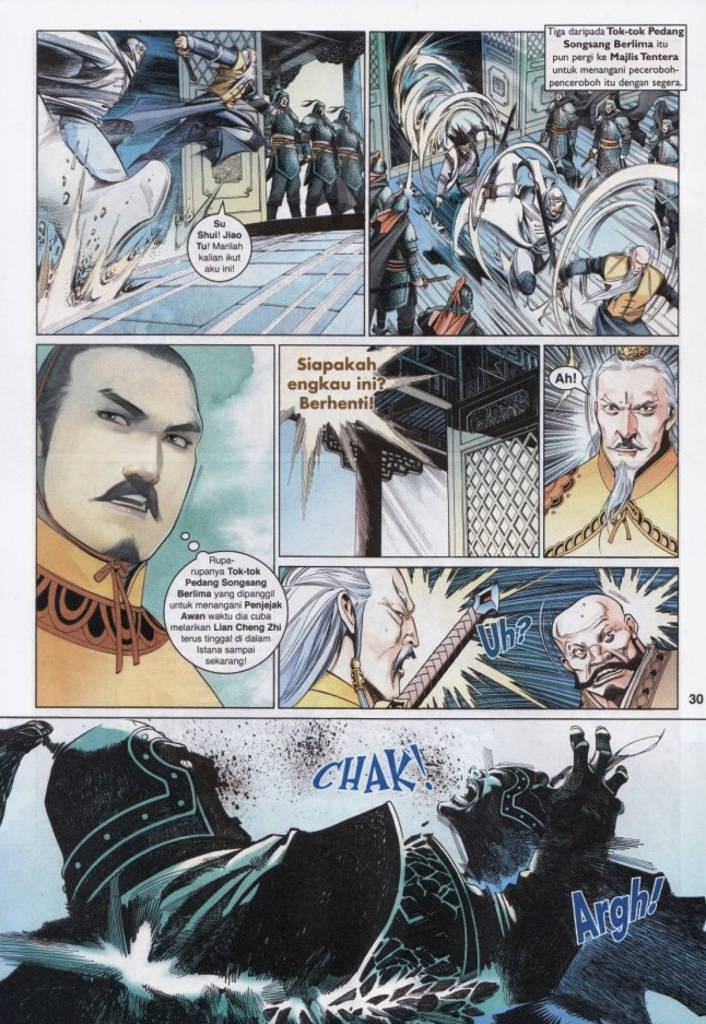 Tiga daripada Tok-tok Pedang
Songsang Berlima itu
pun pergi ke Majlis Tentera
untuk menangani peceroboh-
penceroboh itu dengan segera.
Su
Shui! Jiao
Tu! Marilah
kalian ikut
aku ini!
Siapakah
engkau ini?
Berhenti!
Ah!
Rupa-
rupanya Tok-tok
Pedang Songsang
Berlima yang dipanggil
untuk menangani Penjejak
Awan waktu dia cuba
melarikan Lian Cheng Zhi
terus tinggal di dalam
Istana sampai
sekarang!
Uh?
30
CHAK!
Argh!